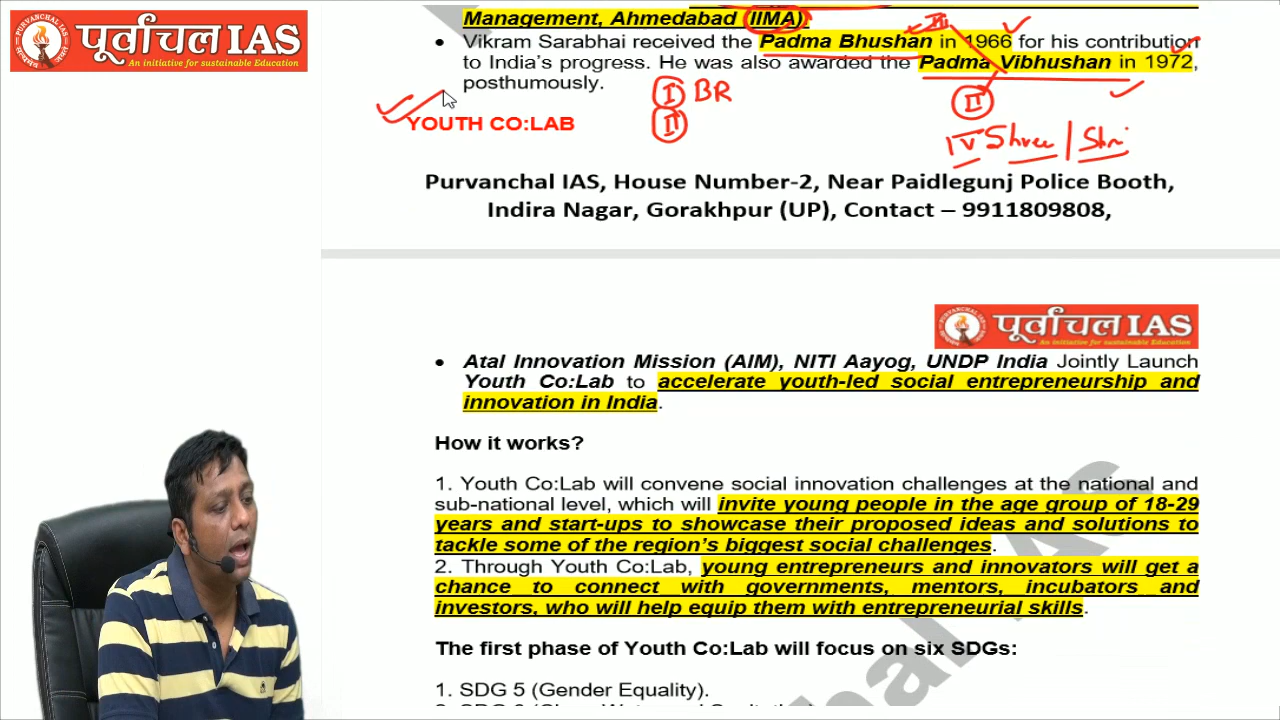 पूर्वांचल IAS
An initiative for sustainable Education
Management, Ahmedabad (IIMA).
• Vikram Sarabhai received the Padma Bhushan in 1966 for his contribution
to India's progress. He was also awarded the Padma Vibhushan in 1972,
posthumously.
III
I BR
II
II
IV Shree | Shri
YOUTH CO:LAB
Purvanchal IAS, House Number-2, Near Paidlegunj Police Booth,
Indira Nagar, Gorakhpur (UP), Contact – 9911809808,
पूर्वांचल IAS
An initiative for sustainable Education
• Atal Innovation Mission (AIM), NITI Aayog, UNDP India Jointly Launch
Youth Co:Lab to accelerate youth-led social entrepreneurship and
innovation in India.
How it works?
1. Youth Co:Lab will convene social innovation challenges at the national and
sub-national level, which will invite young people in the age group of 18-29
years and start-ups to showcase their proposed ideas and solutions to
tackle some of the region's biggest social challenges.
2. Through Youth Co:Lab, young entrepreneurs and innovators will get a
chance to connect with governments, mentors, incubators and
investors, who will help equip them with entrepreneurial skills.
The first phase of Youth Co:Lab will focus on six SDGs:
1. SDG 5 (Gender Equality).